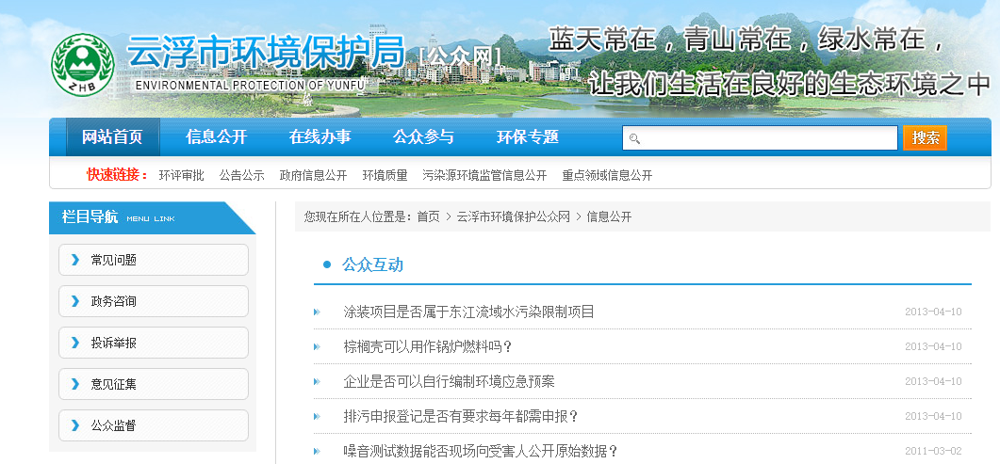 云浮市环境保护局 [公众网]
ENVIRONMENTAL PROTECTION OF YUNFU
ZHB
蓝天常在，青山常在，绿水常在，
让我们生活在良好的生态环境之中
网站首页 信息公开 在线办事 公众参与 环保专题 搜索
快速链接： 环评审批 公告公示 政府信息公开 环境质量 污染源环境监管信息公开 重点领域信息公开
栏目导航 MENU LINK
常见问题
政务咨询
投诉举报
意见征集
公众监督
您现在所在人位置是：首页 > 云浮市环境保护公众网 > 信息公开
公众互动
涂装项目是否属于东江流域水污染限制项目 2013-04-10
棕榈壳可以用作锅炉燃料吗？ 2013-04-10
企业是否可以自行编制环境应急预案 2013-04-10
排污申报登记是否有要求每年都需申报？ 2013-04-10
噪音测试数据能否现场向受害人公开原始数据？ 2011-03-02